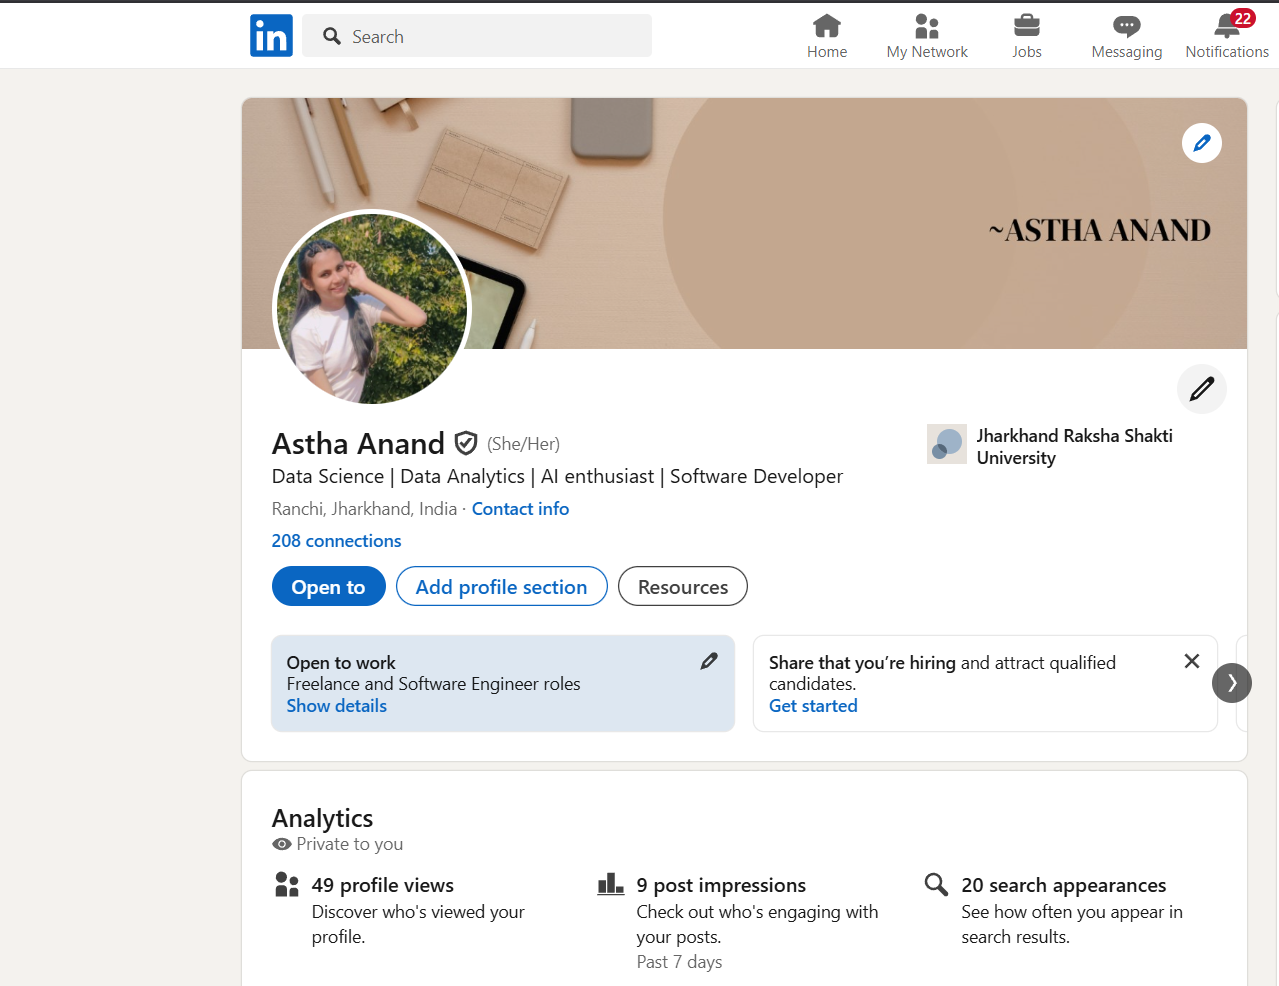 in
Search
Home
My Network
Jobs
Messaging
22
Notifications
~ASTHA ANAND
Astha Anand (She/Her)
Data Science | Data Analytics | AI enthusiast | Software Developer
Ranchi, Jharkhand, India · Contact info
208 connections
Jharkhand Raksha Shakti
University
Open to
Add profile section
Resources
Open to work
Freelance and Software Engineer roles
Show details
Share that you're hiring and attract qualified
candidates.
Get started
Analytics
Private to you
49 profile views
Discover who's viewed your
profile.
9 post impressions
Check out who's engaging with
your posts.
Past 7 days
20 search appearances
See how often you appear in
search results.